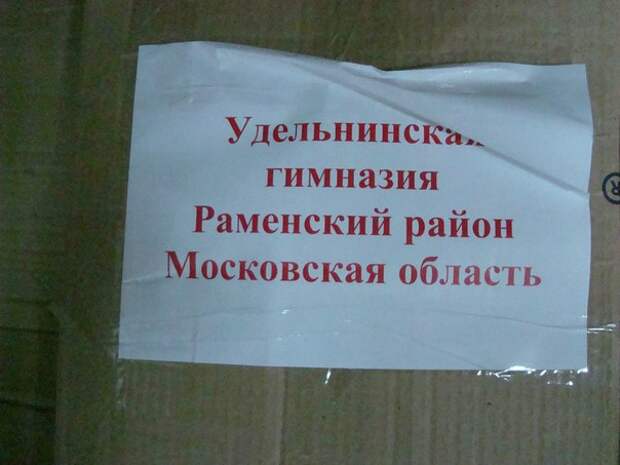 Удельнинская
гимназия
Раменский район
Московская область
®